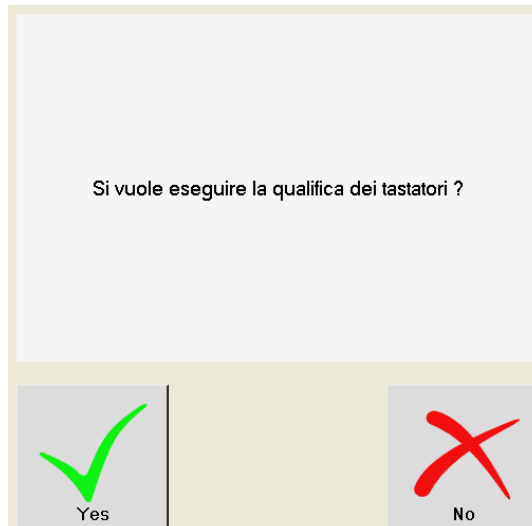 Si vuole eseguire la qualifica dei tastatori ?
Yes
No